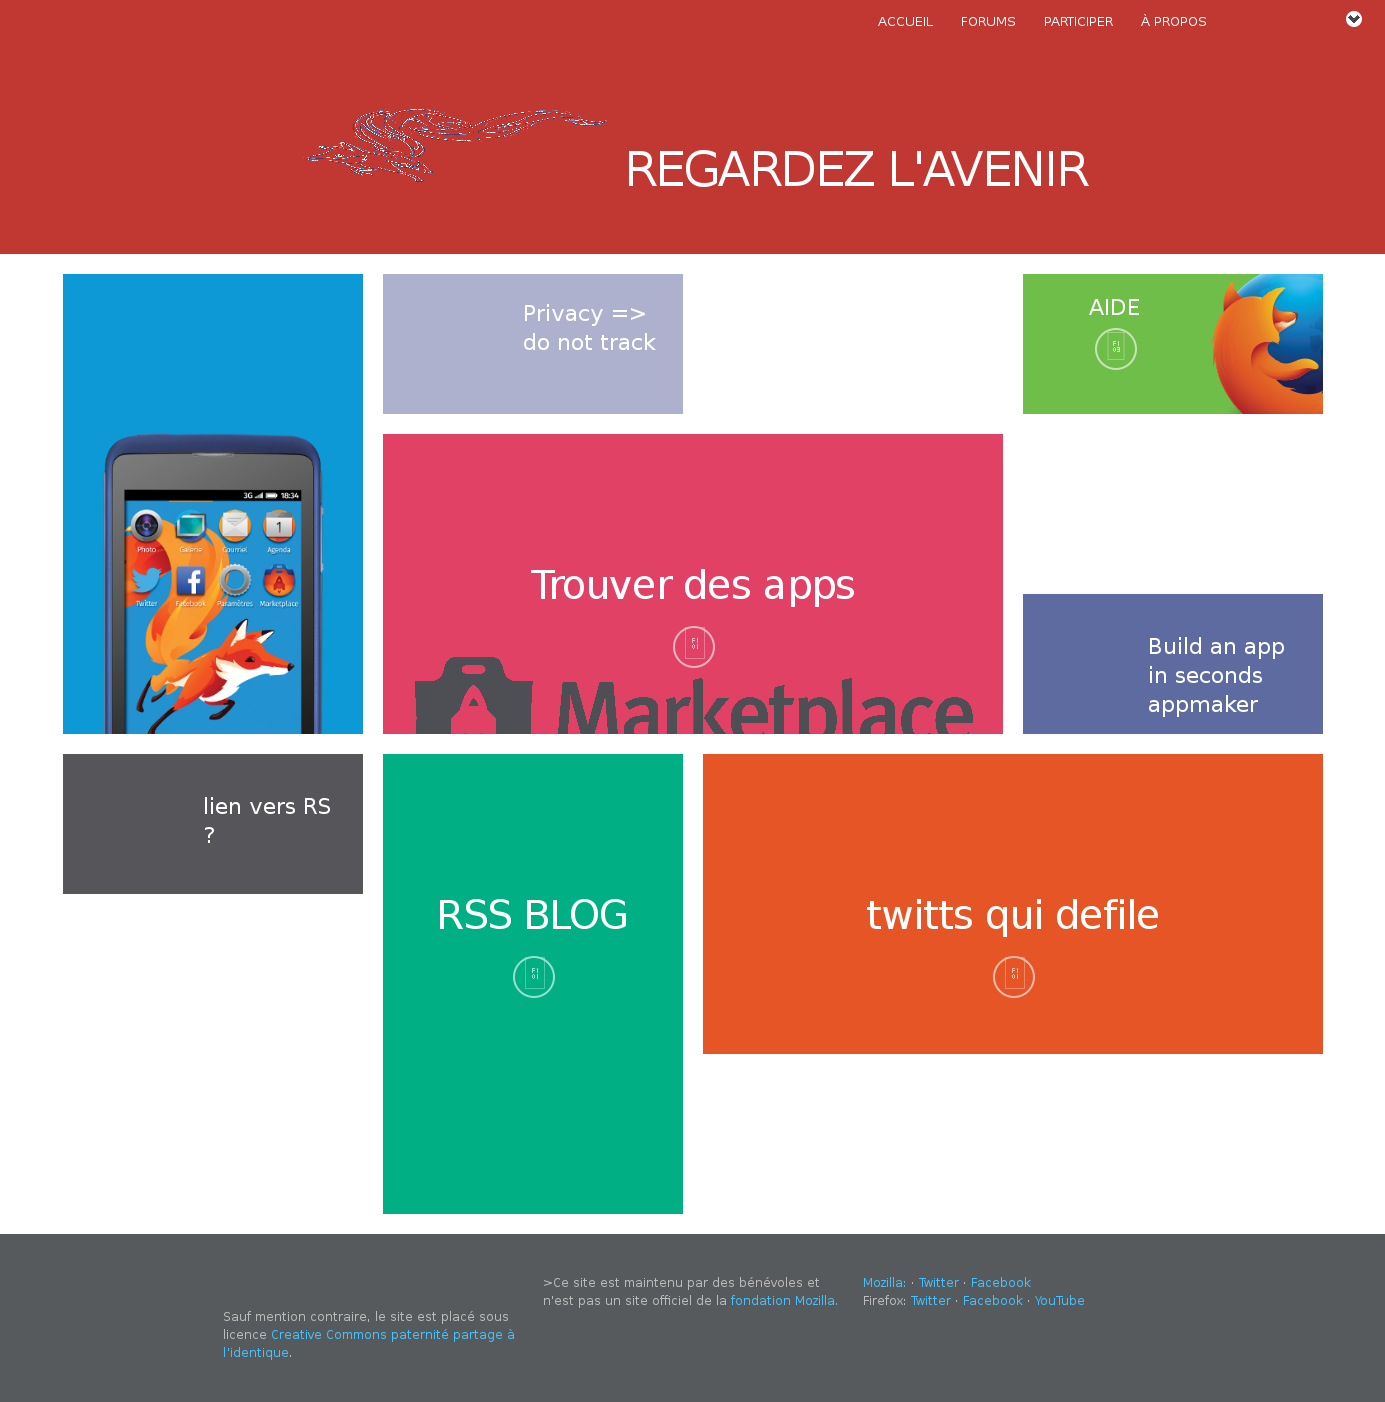 ACCUEIL FORUMS PARTICIPER À PROPOS
REGARDEZ L'AVENIR
Privacy =>
do not track
AIDE
3G 18:34
1
Photo Galerie Courriel Agenda
Twitter Facebook Paramètres Marketplace
Trouver des apps
Marketplace
Build an app
in seconds
appmaker
lien vers RS
?
RSS BLOG
twitts qui defile
>Ce site est maintenu par des bénévoles et
n'est pas un site officiel de la fondation Mozilla.
Mozilla: · Twitter · Facebook
Firefox: Twitter · Facebook · YouTube
Sauf mention contraire, le site est placé sous
licence Creative Commons paternité partage à
l'identique.